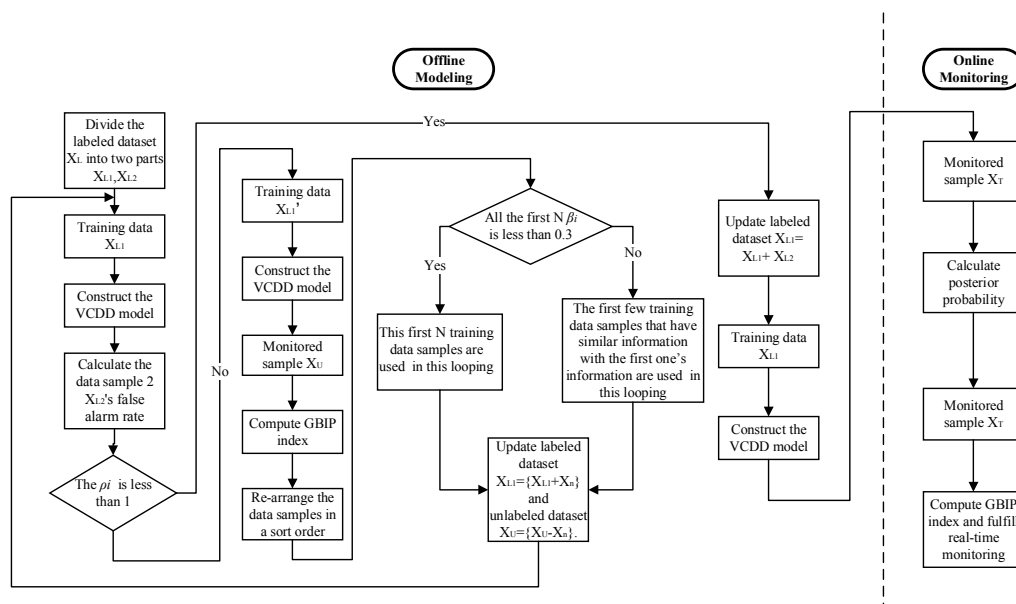 Offline
Modeling
Online
Monitoring
Divide the
labeled dataset
XL into two parts
XL1,XL2
Training data
XL1
Construct the
VCDD model
Calculate the
data sample 2
XL2's false
alarm rate
The ρi is less
than 1
No
Yes
Training data
XL1’
Construct the
VCDD model
Monitored
sample XU
Compute GBIP
index
Re-arrange the
data samples in
a sort order
All the first N βi
is less than 0.3
Yes
No
This first N training
data samples are
used in this looping
The first few training
data samples that have
similar information
with the first one’s
information are used in
this looping
Update labeled
dataset
XL1={XL1+Xn}
and
unlabeled dataset
XU={XU-Xn}.
Update labeled
dataset XL1=
XL1+ XL2
Training data
XL1
Construct the
VCDD model
Monitored
sample XT
Calculate
posterior
probability
Monitored
sample XT
Compute GBIP
index and fulfill
real-time
monitoring